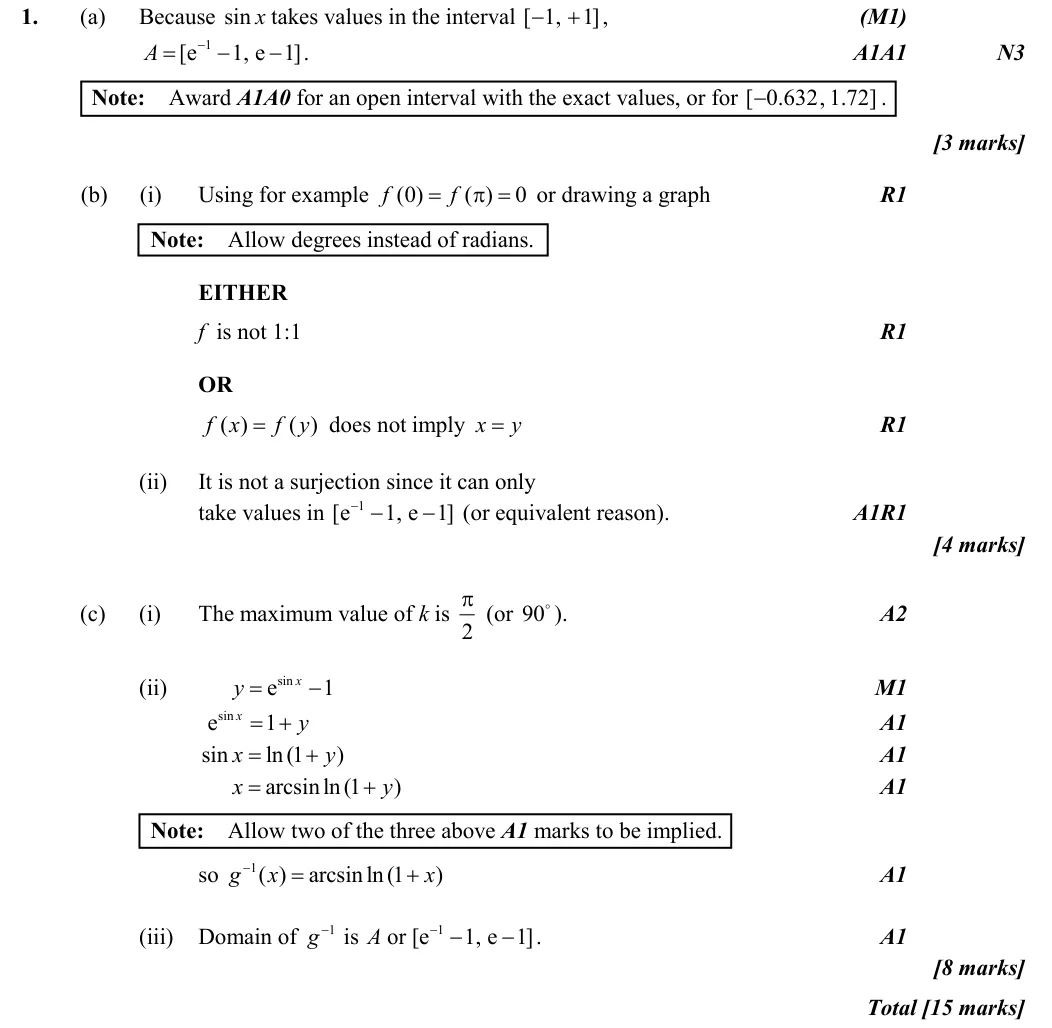 1. (a) Because sin x takes values in the interval [−1, +1], (M1)
A = [e⁻¹ − 1, e − 1]. A1A1 N3
Note: Award A1A0 for an open interval with the exact values, or for [−0.632, 1.72].
[3 marks]
(b) (i) Using for example f (0) = f (π) = 0 or drawing a graph R1
Note: Allow degrees instead of radians.
EITHER
f is not 1:1 R1
OR
f (x) = f (y) does not imply x = y R1
(ii) It is not a surjection since it can only
take values in [e⁻¹ − 1, e − 1] (or equivalent reason). A1R1
[4 marks]
(c) (i) The maximum value of k is π/2 (or 90°). A2
(ii) y = e^(sin x) − 1 M1
e^(sin x) = 1 + y A1
sin x = ln (1 + y) A1
x = arcsin ln (1 + y) A1
Note: Allow two of the three above A1 marks to be implied.
so g⁻¹(x) = arcsin ln (1 + x) A1
(iii) Domain of g⁻¹ is A or [e⁻¹ − 1, e − 1]. A1
[8 marks]
Total [15 marks]